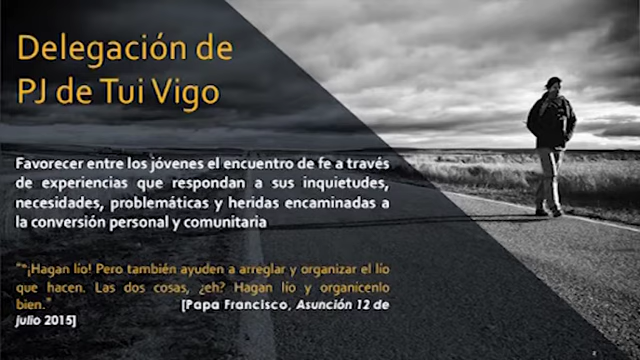 Delegación de
PJ de Tui Vigo
Favorecer entre los jóvenes el encuentro de fe a través
de experiencias que respondan a sus inquietudes,
necesidades, problemáticas y heridas encaminadas a
la conversión personal y comunitaria
"“¡Hagan lío! Pero también ayuden a arreglar y organizar el lío
que hacen. Las dos cosas, ¿eh? Hagan lío y organícenlo
bien." [Papa Francisco, Asunción 12 de
julio 2015]
2